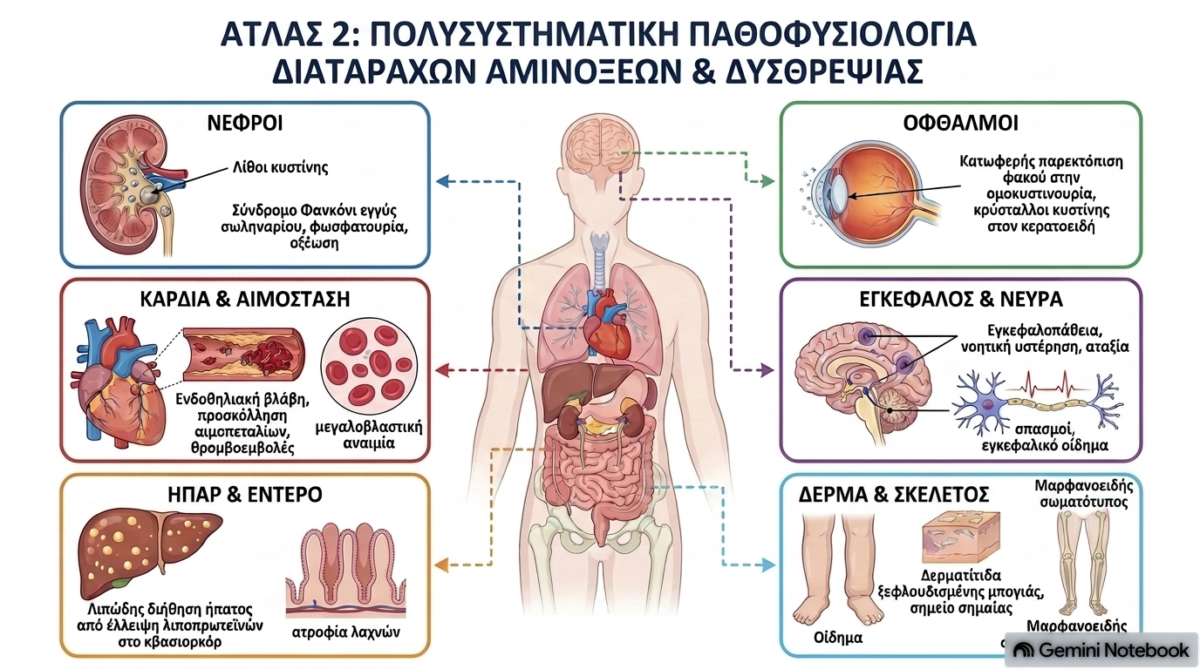 ΑΤΛΑΣ 2: ΠΟΛΥΣΥΣΤΗΜΑΤΙΚΗ ΠΑΘΟΦΥΣΙΟΛΟΓΙΑ
ΔΙΑΤΑΡΑΧΩΝ ΑΜΙΝΟΞΕΩΝ & ΔΥΣΘΡΕΨΙΑΣ
ΝΕΦΡΟΙ
Λίθοι κυστίνης
Σύνδρομο Φανκόνι εγγύς
σωληναρίου, φωσφατουρία,
οξέωση
ΚΑΡΔΙΑ & ΑΙΜΟΣΤΑΣΗ
Ενδοθηλιακή βλάβη,
προσκόλληση
αιμοπεταλίων,
θρομβοεμβολές
μεγαλοβλαστική
αναιμία
ΗΠΑΡ & ΕΝΤΕΡΟ
Λιπώδης διήθηση ήπατος
από έλλειψη λιποπρωτεϊνών
στο κβασιορκόρ
ατροφία λαχνών
ΟΦΘΑΛΜΟΙ
Κατωφερής παρεκτόπιση
φακού στην
ομοκυστινουρία,
κρύσταλλοι κυστίνης
στον κερατοειδή
ΕΓΚΕΦΑΛΟΣ & ΝΕΥΡΑ
Εγκεφαλοπάθεια,
νοητική υστέρηση, αταξία
σπασμοί,
εγκεφαλικό οίδημα
ΔΕΡΜΑ & ΣΚΕΛΕΤΟΣ
Μαρφανοειδής
σωματότυπος
Δερματίτιδα
ξεφλουδισμένης μπογιάς,
σημείο σημαίας
Οίδημα
Μαρφανοειδής
Gemini Notebook